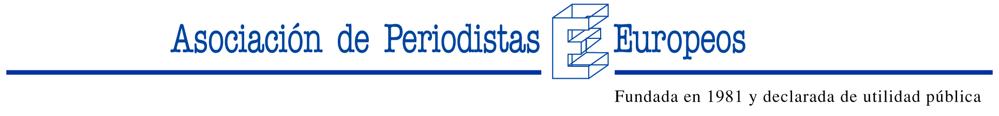 Asociación de Periodistas E Europeos
Fundada en 1981 y declarada de utilidad pública